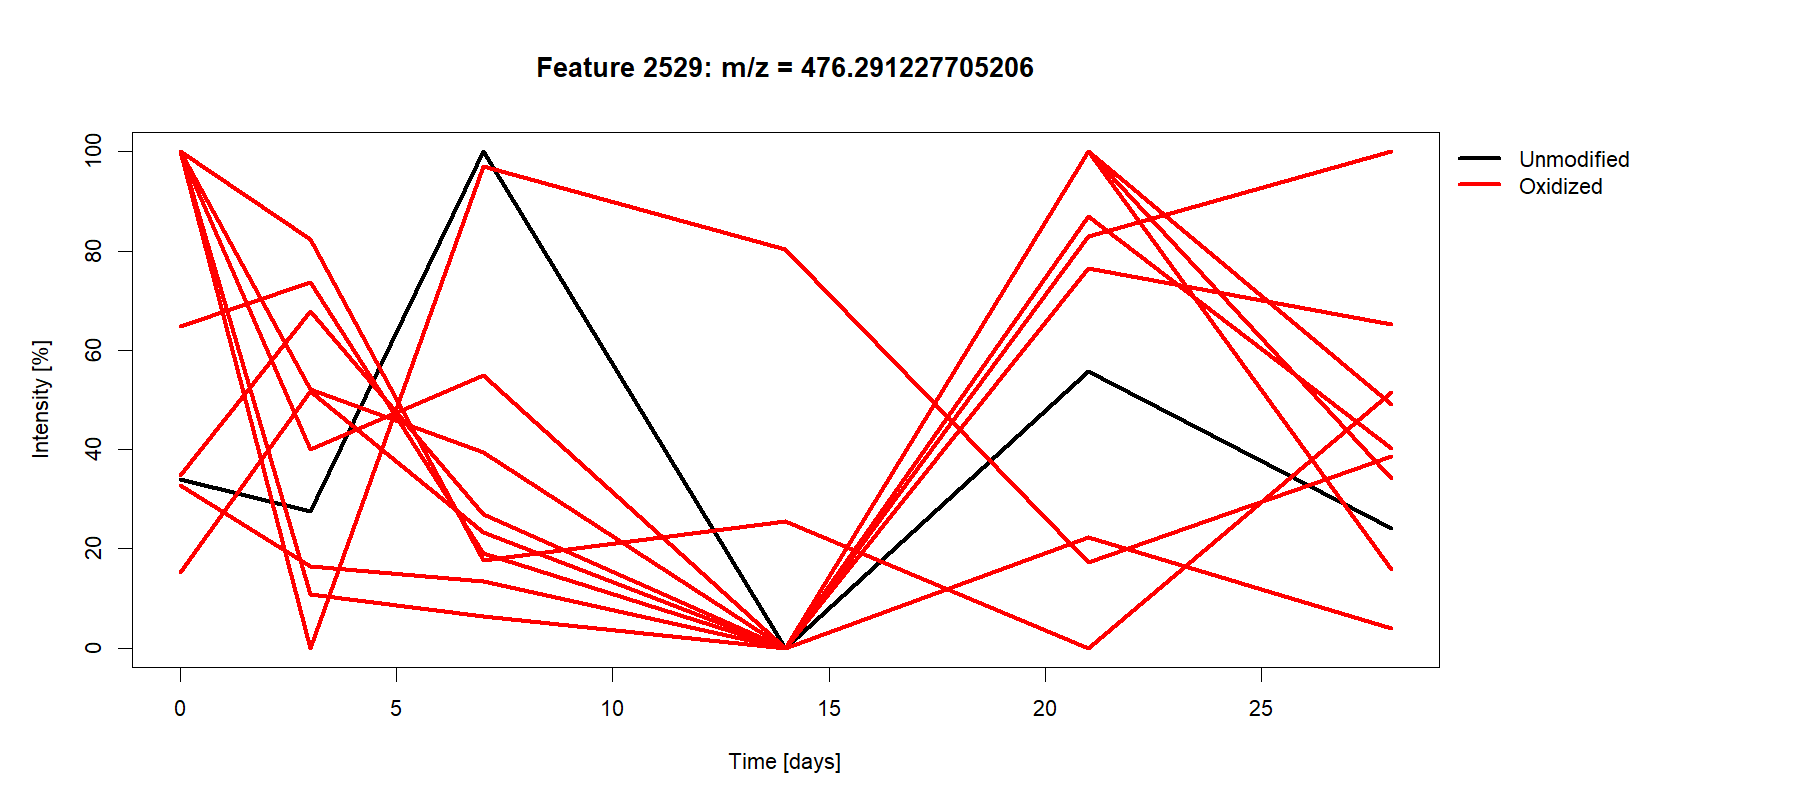 Feature 2529: m/z = 476.291227705206
Unmodified
Oxidized
Intensity [%]
100
80
60
40
20
0
0 5 10 15 20 25
Time [days]